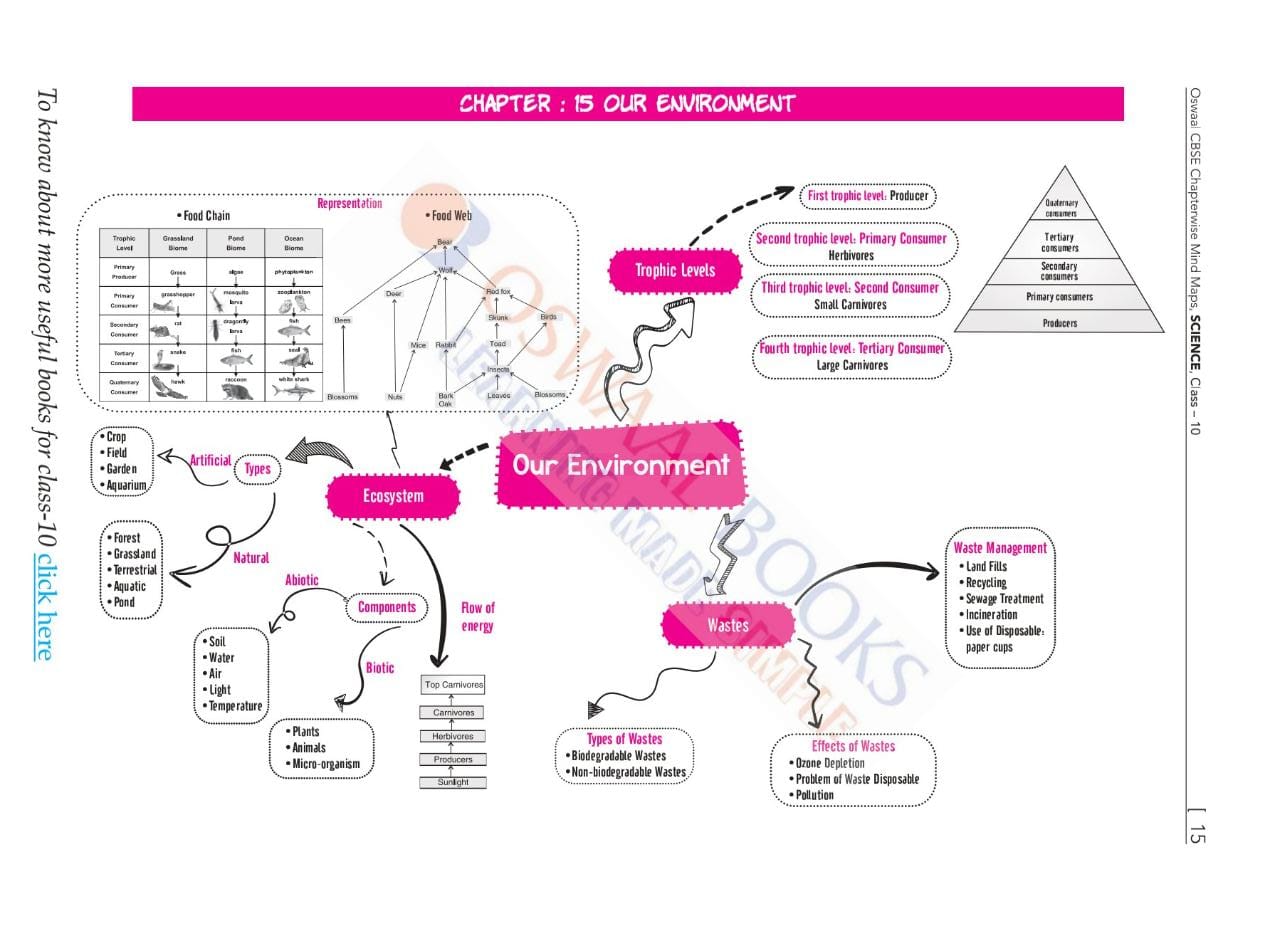 CHAPTER : 15 OUR ENVIRONMENT
To know about more useful books for class-10 click here
Oswaal CBSE Chapterwise Mind Maps, SCIENCE, Class – 10
[ 15
Representation
• Food Chain
• Food Web
Trophic Level
Grassland Biome
Pond Biome
Ocean Biome
Primary Producer
Grass
algae
phytoplankton
Primary Consumer
grasshopper
mosquito larva
zooplankton
Secondary Consumer
rat
dragonfly larva
fish
Tertiary Consumer
snake
fish
seal
Quaternary Consumer
hawk
raccoon
white shark
Bear
Wolf
Deer
Red fox
Bees
Skunk
Birds
Mice
Rabbit
Toad
Insects
Blossoms
Nuts
Bark
Oak
Leaves
Blossoms
Trophic Levels
First trophic level: Producer
Second trophic level: Primary Consumer
Herbivores
Third trophic level: Second Consumer
Small Carnivores
Fourth trophic level: Tertiary Consumer
Large Carnivores
Quaternary
consumers
Tertiary
consumers
Secondary
consumers
Primary consumers
Producers
Our Environment
Ecosystem
Types
Artificial
• Crop
• Field
• Garden
• Aquarium
Natural
• Forest
• Grassland
• Terrestrial
• Aquatic
• Pond
Components
Abiotic
• Soil
• Water
• Air
• Light
• Temperature
Biotic
• Plants
• Animals
• Micro-organism
Flow of
energy
Top Carnivores
Carnivores
Herbivores
Producers
Sunlight
Wastes
Waste Management
• Land Fills
• Recycling
• Sewage Treatment
• Incineration
• Use of Disposable:
paper cups
Types of Wastes
• Biodegradable Wastes
• Non-biodegradable Wastes
Effects of Wastes
• Ozone Depletion
• Problem of Waste Disposable
• Pollution
OSWAAL BOOKS
LEARNING MADE SIMPLE